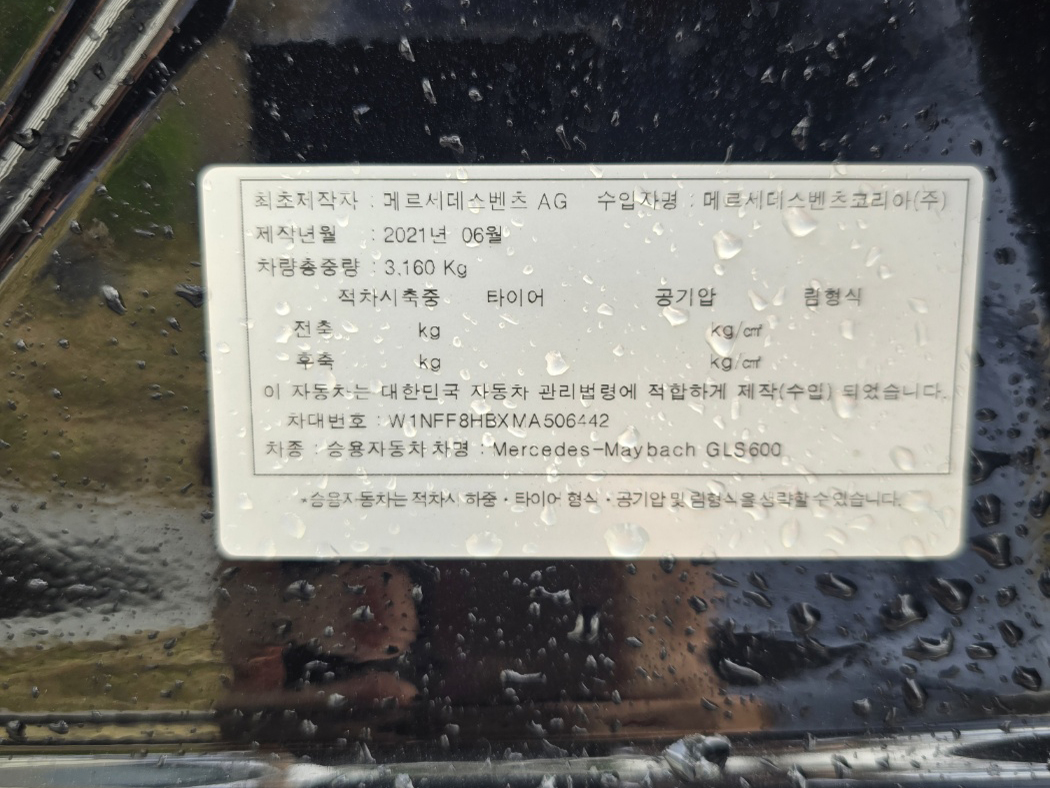 최초제작자 : 메르세데스벤츠 AG 수입자명 : 메르세데스벤츠코리아(주)
제작년월 : 2021년 06월
차량총중량 : 3,160 Kg
적차시축중 타이어 공기압 림형식
전축 kg kg/㎠
후축 kg kg/㎠
이 자동차는 대한민국 자동차 관리법령에 적합하게 제작(수입) 되었습니다.
차대번호 : W1NFF8HBXMA506442
차종 : 승용자동차 차명 : Mercedes-Maybach GLS600
*승용자동차는 적차시 하중·타이어 형식·공기압 및 림형식을 생략할 수 있습니다.